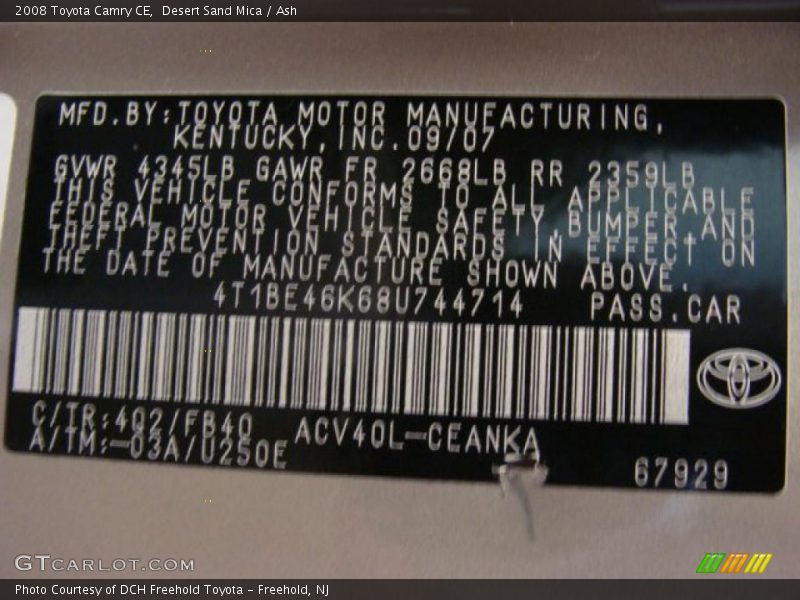 2008 Toyota Camry CE,  Desert Sand Mica / Ash
MFD.BY:TOYOTA MOTOR MANUFACTURING,
KENTUCKY,INC.09/07
GVWR 4345LB GAWR FR 2668LB RR 2359LB
THIS VEHICLE CONFORMS TO ALL APPLICABLE
FEDERAL MOTOR VEHICLE SAFETY,BUMPER,AND
THEFT PREVENTION STANDARDS IN EFFECT ON
THE DATE OF MANUFACTURE SHOWN ABOVE.
4T1BE46K68U744714 PASS.CAR
C/TR:4Q2/FB40 ACV40L-CEANKA
A/TM:-03A/U250E
67929
GTCARLOT.COM
Photo Courtesy of DCH Freehold Toyota - Freehold, NJ